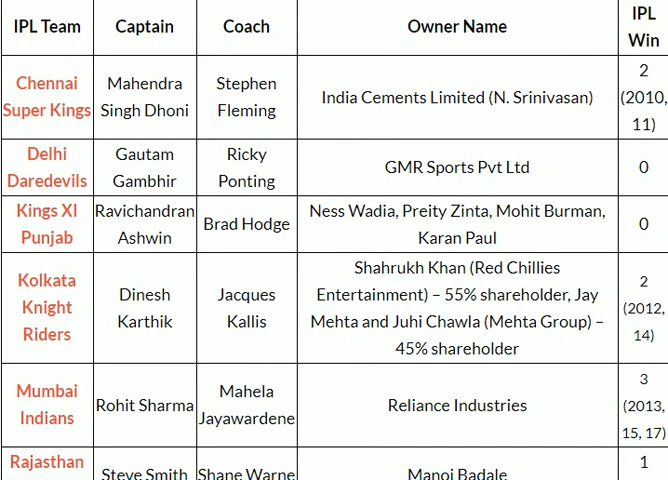 IPL Team Captain Coach Owner Name IPL Win
Chennai Super Kings
Mahendra Singh Dhoni
Stephen Fleming
India Cements Limited (N. Srinivasan)
2 (2010, 11)
Delhi Daredevils
Gautam Gambhir
Ricky Ponting
GMR Sports Pvt Ltd
0
Kings XI Punjab
Ravichandran Ashwin
Brad Hodge
Ness Wadia, Preity Zinta, Mohit Burman,
Karan Paul
0
Kolkata Knight Riders
Dinesh Karthik
Jacques Kallis
Shahrukh Khan (Red Chillies
Entertainment) – 55% shareholder, Jay
Mehta and Juhi Chawla (Mehta Group) –
45% shareholder
2 (2012, 14)
Mumbai Indians
Rohit Sharma
Mahela Jayawardene
Reliance Industries
3 (2013, 15, 17)
Rajasthan
Steve Smith
Shane Warne
Manoj Badale
1